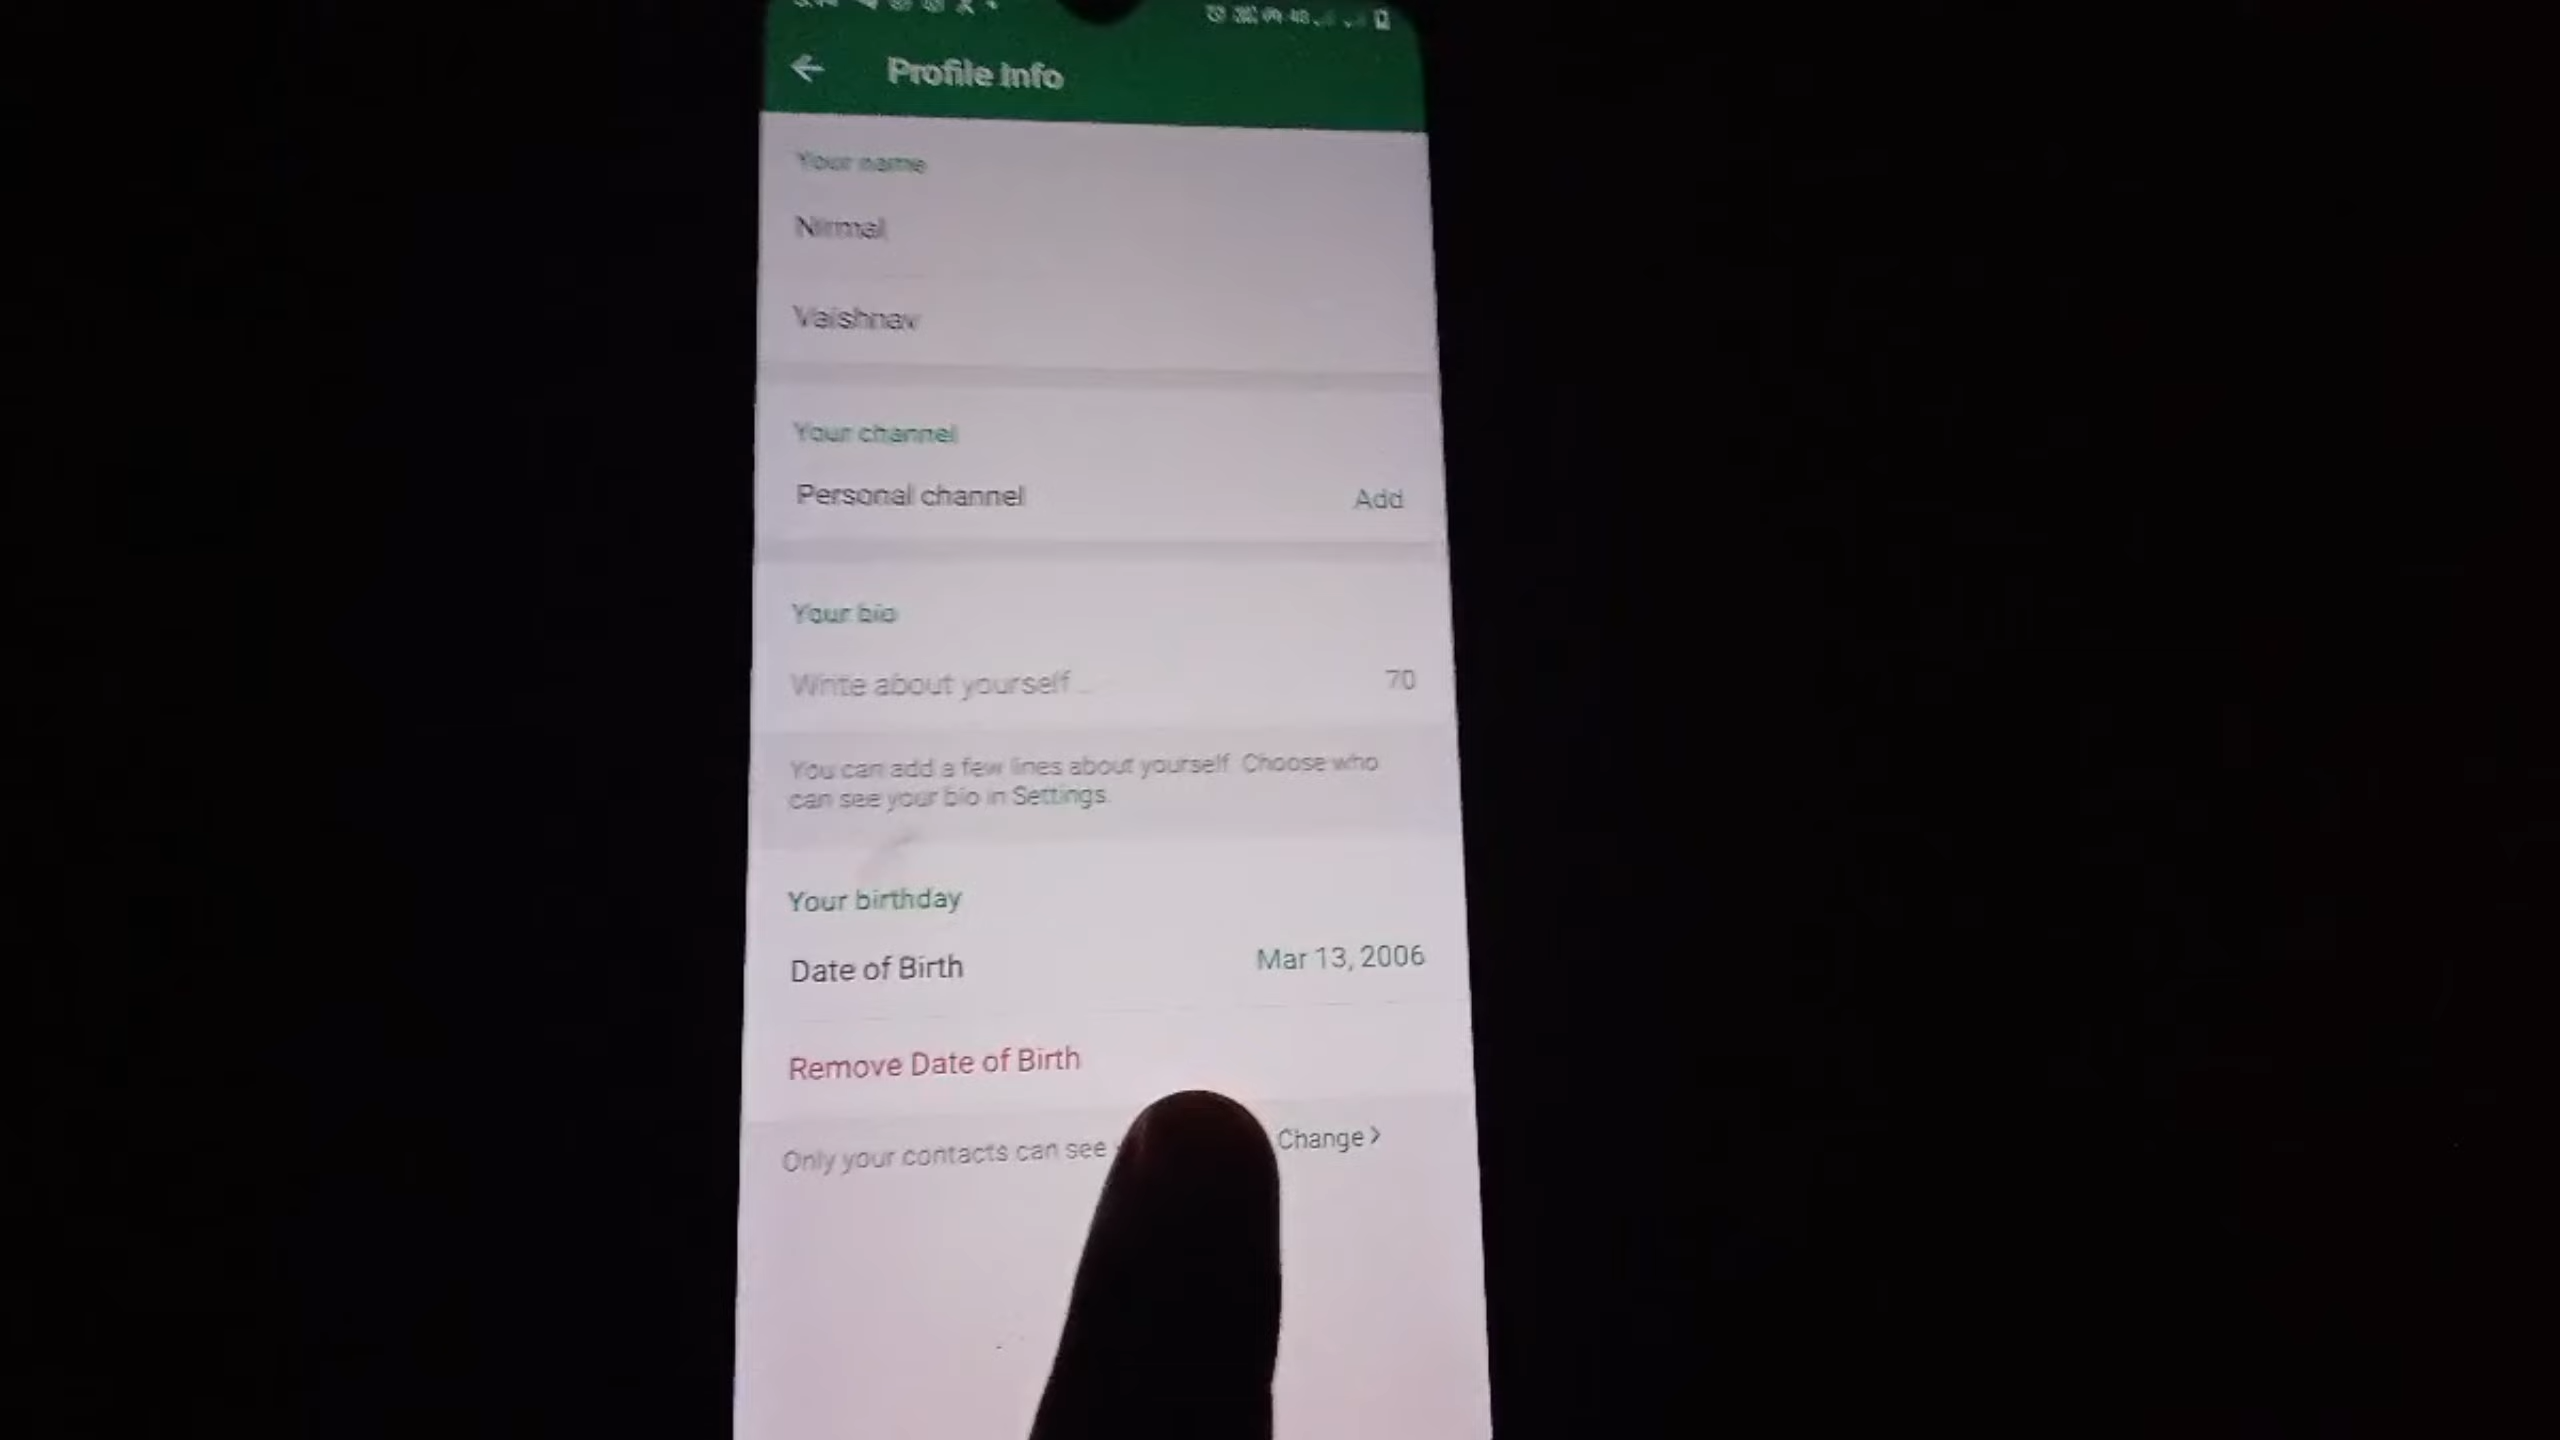 Profile info
Your name
Nirmal
Vaishnav
Your channel
Personal channel Add
Your bio
Write about yourself... 70
You can add a few lines about yourself. Choose who
can see your bio in Settings.
Your birthday
Date of Birth Mar 13, 2006
Remove Date of Birth
Only your contacts can see Change >